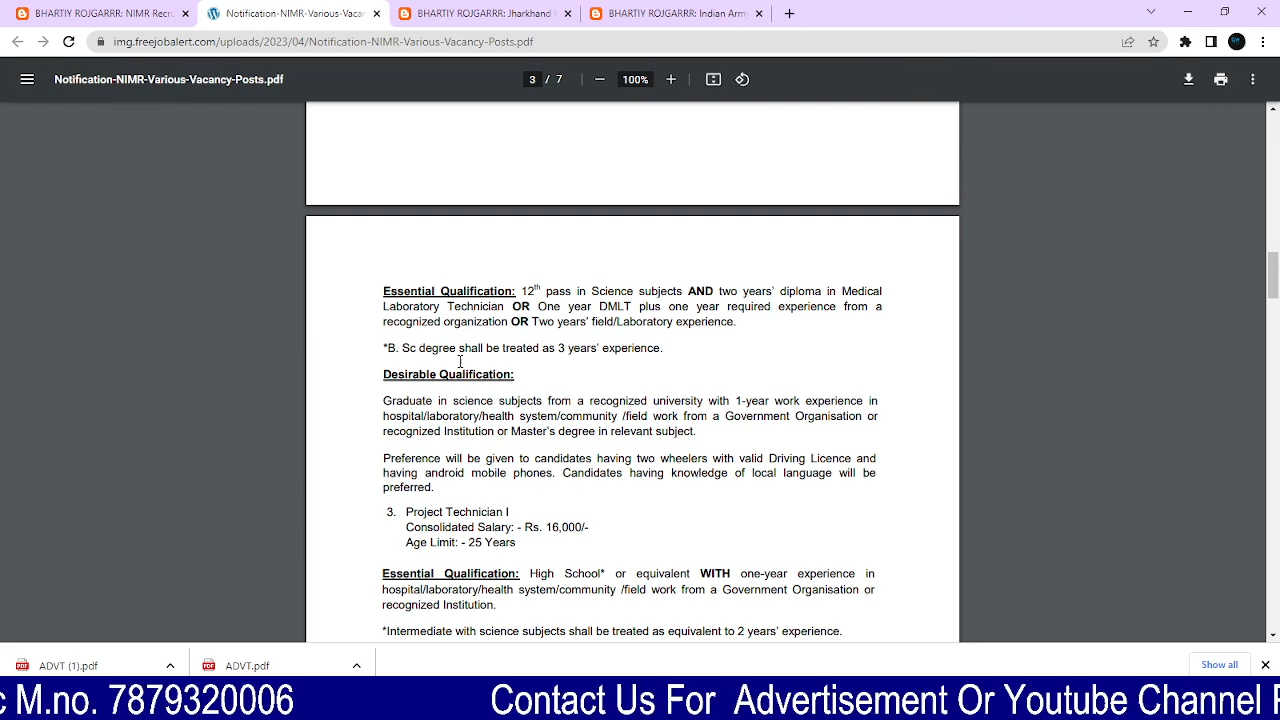 BHARTIY ROJGARRR: NIMR Recru
Notification-NIMR-Various-Vacan
BHARTIY ROJGARRR: Jharkhand
BHARTIY ROJGARRR: Indian Army
img.freejobalert.com/uploads/2023/04/Notification-NIMR-Various-Vacancy-Posts.pdf
Notification-NIMR-Various-Vacancy-Posts.pdf
3 / 7
100%
Essential Qualification: 12th pass in Science subjects AND two years' diploma in Medical
Laboratory Technician OR One year DMLT plus one year required experience from a
recognized organization OR Two years' field/Laboratory experience.
*B. Sc degree shall be treated as 3 years' experience.
Desirable Qualification:
Graduate in science subjects from a recognized university with 1-year work experience in
hospital/laboratory/health system/community /field work from a Government Organisation or
recognized Institution or Master's degree in relevant subject.
Preference will be given to candidates having two wheelers with valid Driving Licence and
having android mobile phones. Candidates having knowledge of local language will be
preferred.
3. Project Technician I
Consolidated Salary: - Rs. 16,000/-
Age Limit: - 25 Years
Essential Qualification: High School* or equivalent WITH one-year experience in
hospital/laboratory/health system/community /field work from a Government Organisation or
recognized Institution.
*Intermediate with science subjects shall be treated as equivalent to 2 years' experience.
ADVT (1).pdf
ADVT.pdf
Show all
c M.no. 7879320006 Contact Us For Advertisement Or Youtube Channel